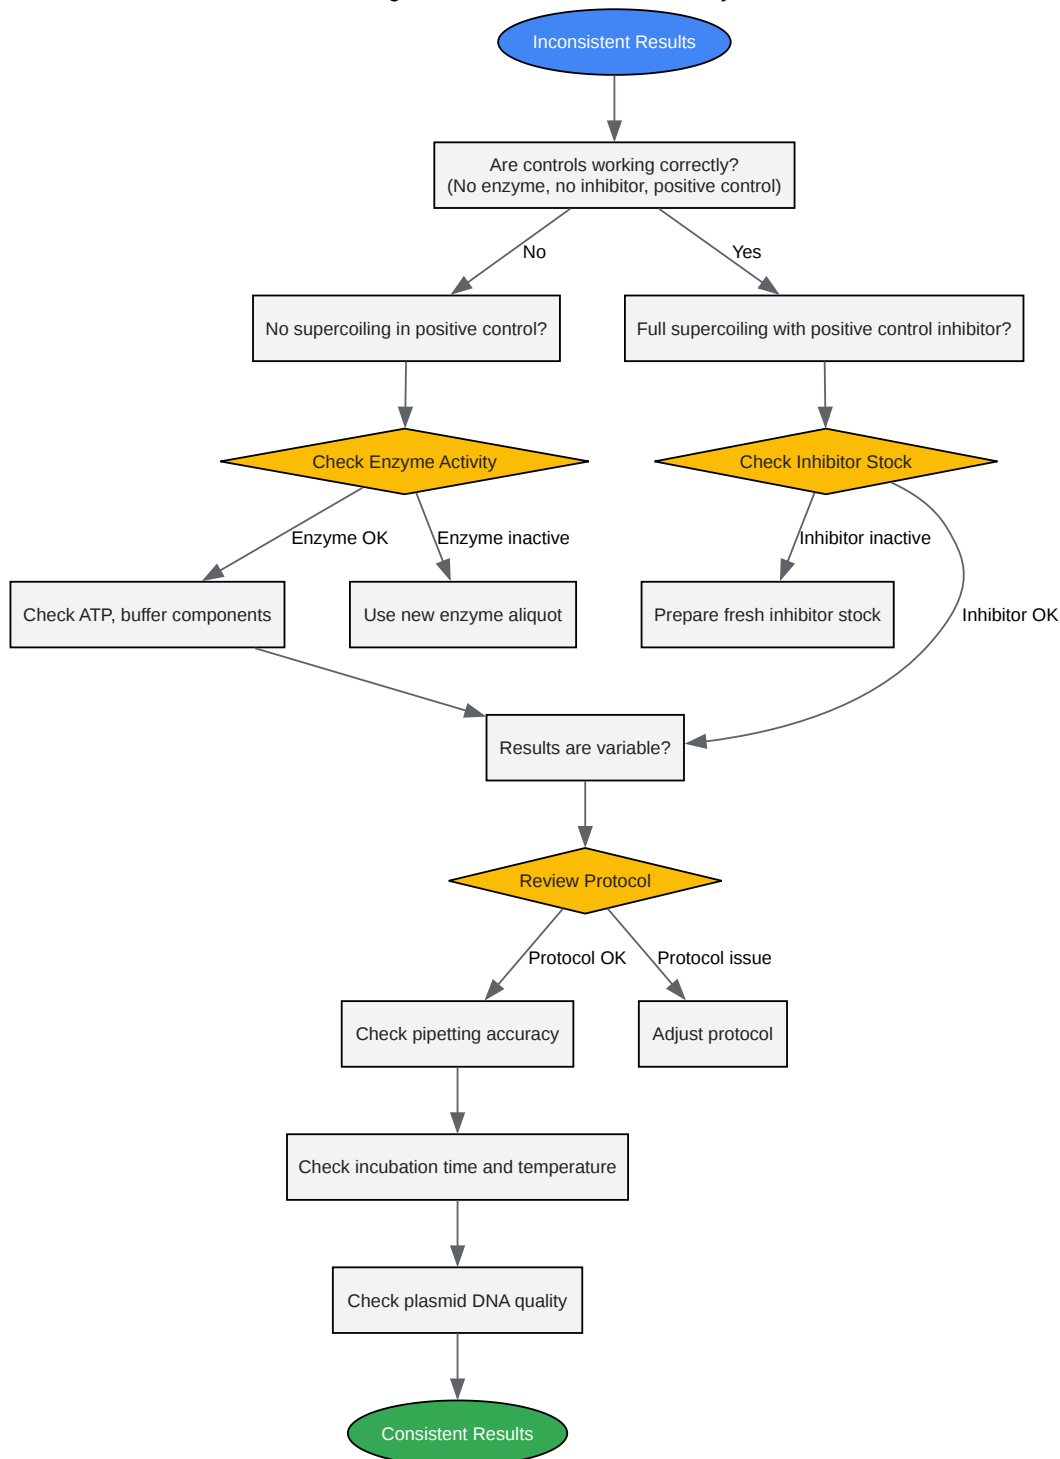 Inconsistent Results
Are controls working correctly?
(No enzyme, no inhibitor, positive control)
No
Yes
No supercoiling in positive control?
Full supercoiling with positive control inhibitor?
Check Enzyme Activity
Check Inhibitor Stock
Enzyme OK
Enzyme inactive
Inhibitor inactive
Check ATP, buffer components
Use new enzyme aliquot
Prepare fresh inhibitor stock
Inhibitor OK
Results are variable?
Review Protocol
Protocol OK
Protocol issue
Check pipetting accuracy
Adjust protocol
Check incubation time and temperature
Check plasmid DNA quality
Consistent Results